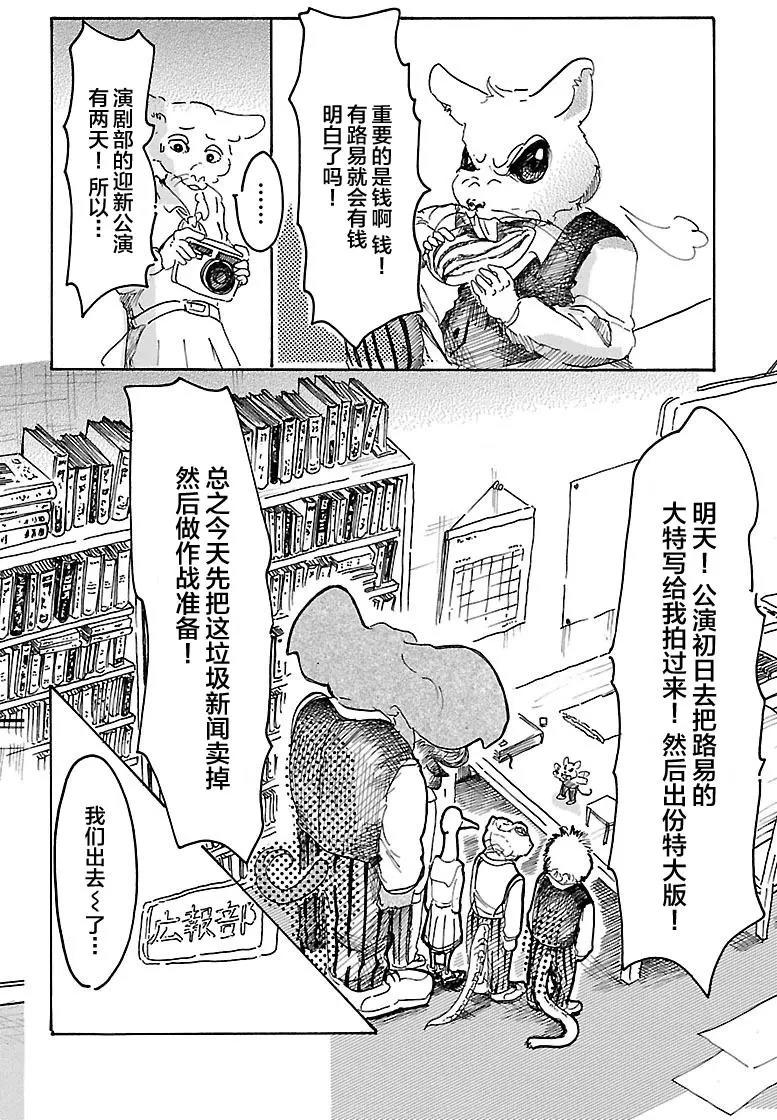 重要的是钱啊 钱！
有路易就会有钱
明白了吗！
……
演剧部的迎新公演
有两天！所以…
明天！公演初日去把路易的
大特写给我拍过来！然后出份特大版！
总之今天先把这垃圾新闻卖掉
然后做作战准备！
我们出去～了…
広報部